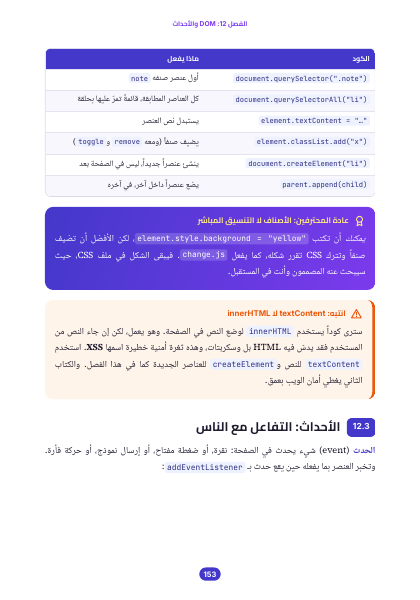 الفصل 12: DOM والأحداث
الكود ماذا يفعل
document.querySelector(".note") أول عنصر صنفه note
document.querySelectorAll("li") كل العناصر المطابقة، قائمةً تمرّ عليها بحلقة
element.textContent = "…" يستبدل نص العنصر
element.classList.add("x") يضيف صنفاً (ومعه remove و toggle)
document.createElement("li") ينشئ عنصراً جديداً، ليس في الصفحة بعد
parent.append(child) يضع عنصراً داخل آخر، في آخره
عادة المحترفين: الأصناف لا التنسيق المباشر
يمكنك أن تكتب element.style.background = "yellow"، لكن الأفضل أن تضيف
صنفاً وتترك CSS تقرر شكله، كما يفعل change.js. فيبقى الشكل في ملف CSS، حيث
سيبحث عنه المصممون وأنت في المستقبل.
انتبه: textContent لا innerHTML
سترى كوداً يستخدم innerHTML لوضع النص في الصفحة. وهو يعمل، لكن إن جاء النص من
المستخدم فقد يدسّ فيه HTML بل وسكربتات، وهذه ثغرة أمنية خطيرة اسمها XSS. استخدم
textContent للنص و createElement للعناصر الجديدة كما في هذا الفصل. والكتاب
الثاني يغطي أمان الويب بعمق.
12.3 الأحداث: التفاعل مع الناس
الحدث (event) شيء يحدث في الصفحة: نقرة، أو ضغطة مفتاح، أو إرسال نموذج، أو حركة فأرة.
وتخبر العنصر بما يفعله حين يقع حدث بـ addEventListener:
153